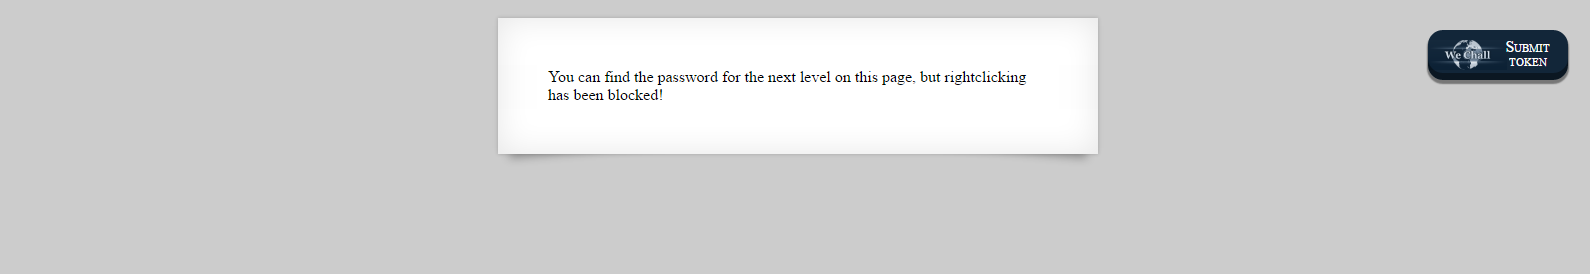 You can find the password for the next level on this page, but rightclicking
has been blocked!
We Chall
SUBMIT
TOKEN